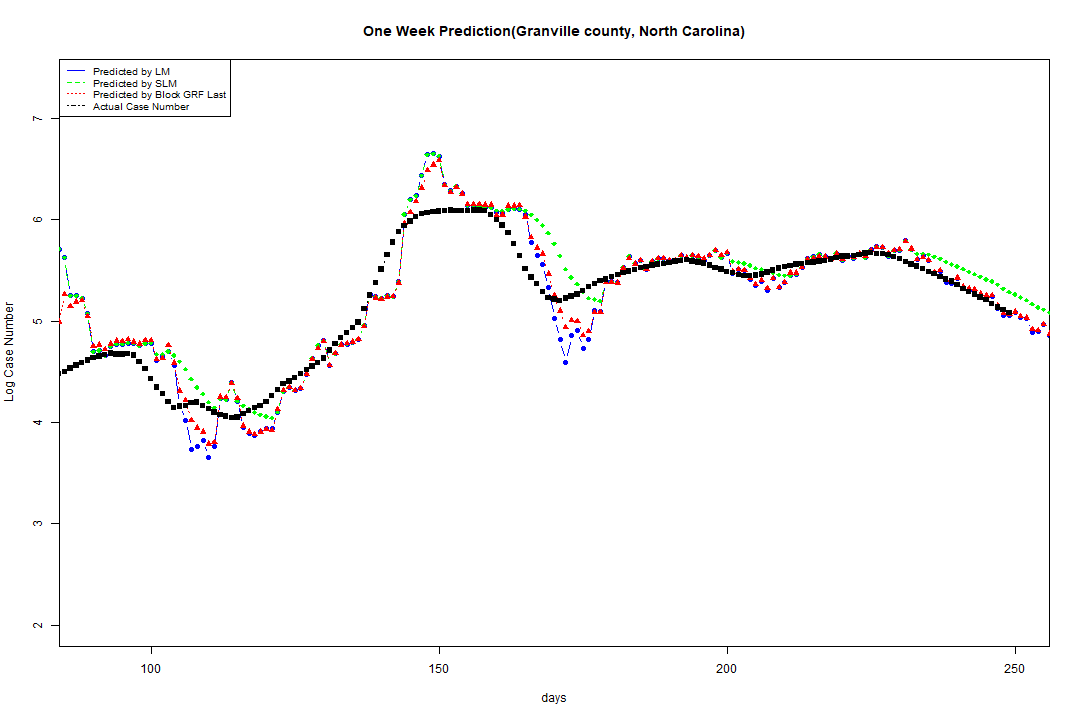 One Week Prediction(Granville county, North Carolina)
Predicted by LM
Predicted by SLM
Predicted by Block GRF Last
Actual Case Number
Log Case Number
7
6
5
4
3
2
100 150 200 250
days